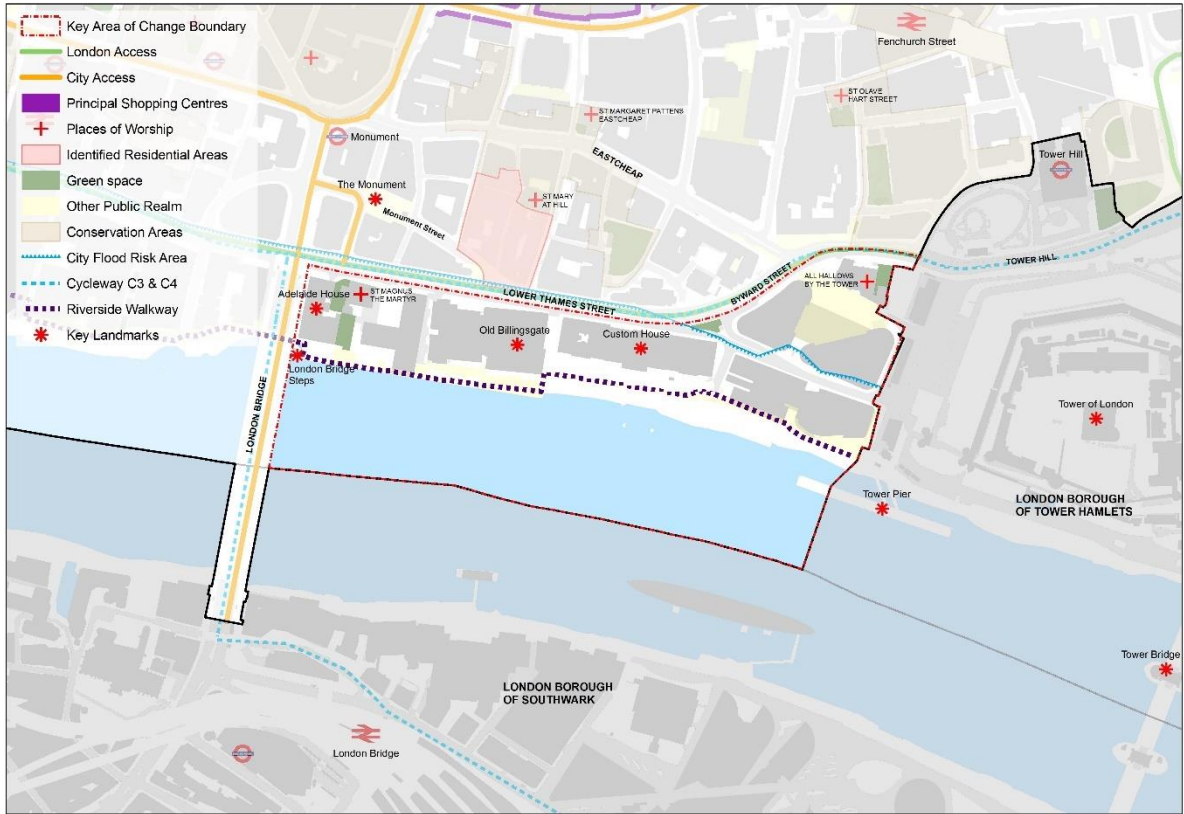 Key Area of Change Boundary
London Access
City Access
Principal Shopping Centres
Places of Worship
Identified Residential Areas
Green space
Other Public Realm
Conservation Areas
City Flood Risk Area
Cycleway C3 & C4
Riverside Walkway
Key Landmarks
Fenchurch Street
ST OLAVE
HART STREET
ST MARGARET PATTENS
EASTCHEAP
Monument
EASTCHEAP
Tower Hill
The Monument
Monument Street
ST MARY
AT HILL
TOWER HILL
BYWARD STREET
ALL HALLOWS
BY THE TOWER
LOWER THAMES STREET
Adelaide House
ST MAGNUS
THE MARTYR
Old Billingsgate
Custom House
London Bridge
Steps
LONDON BRIDGE
Tower of London
Tower Pier
LONDON BOROUGH
OF TOWER HAMLETS
Tower Bridge
LONDON BOROUGH
OF SOUTHWARK
London Bridge